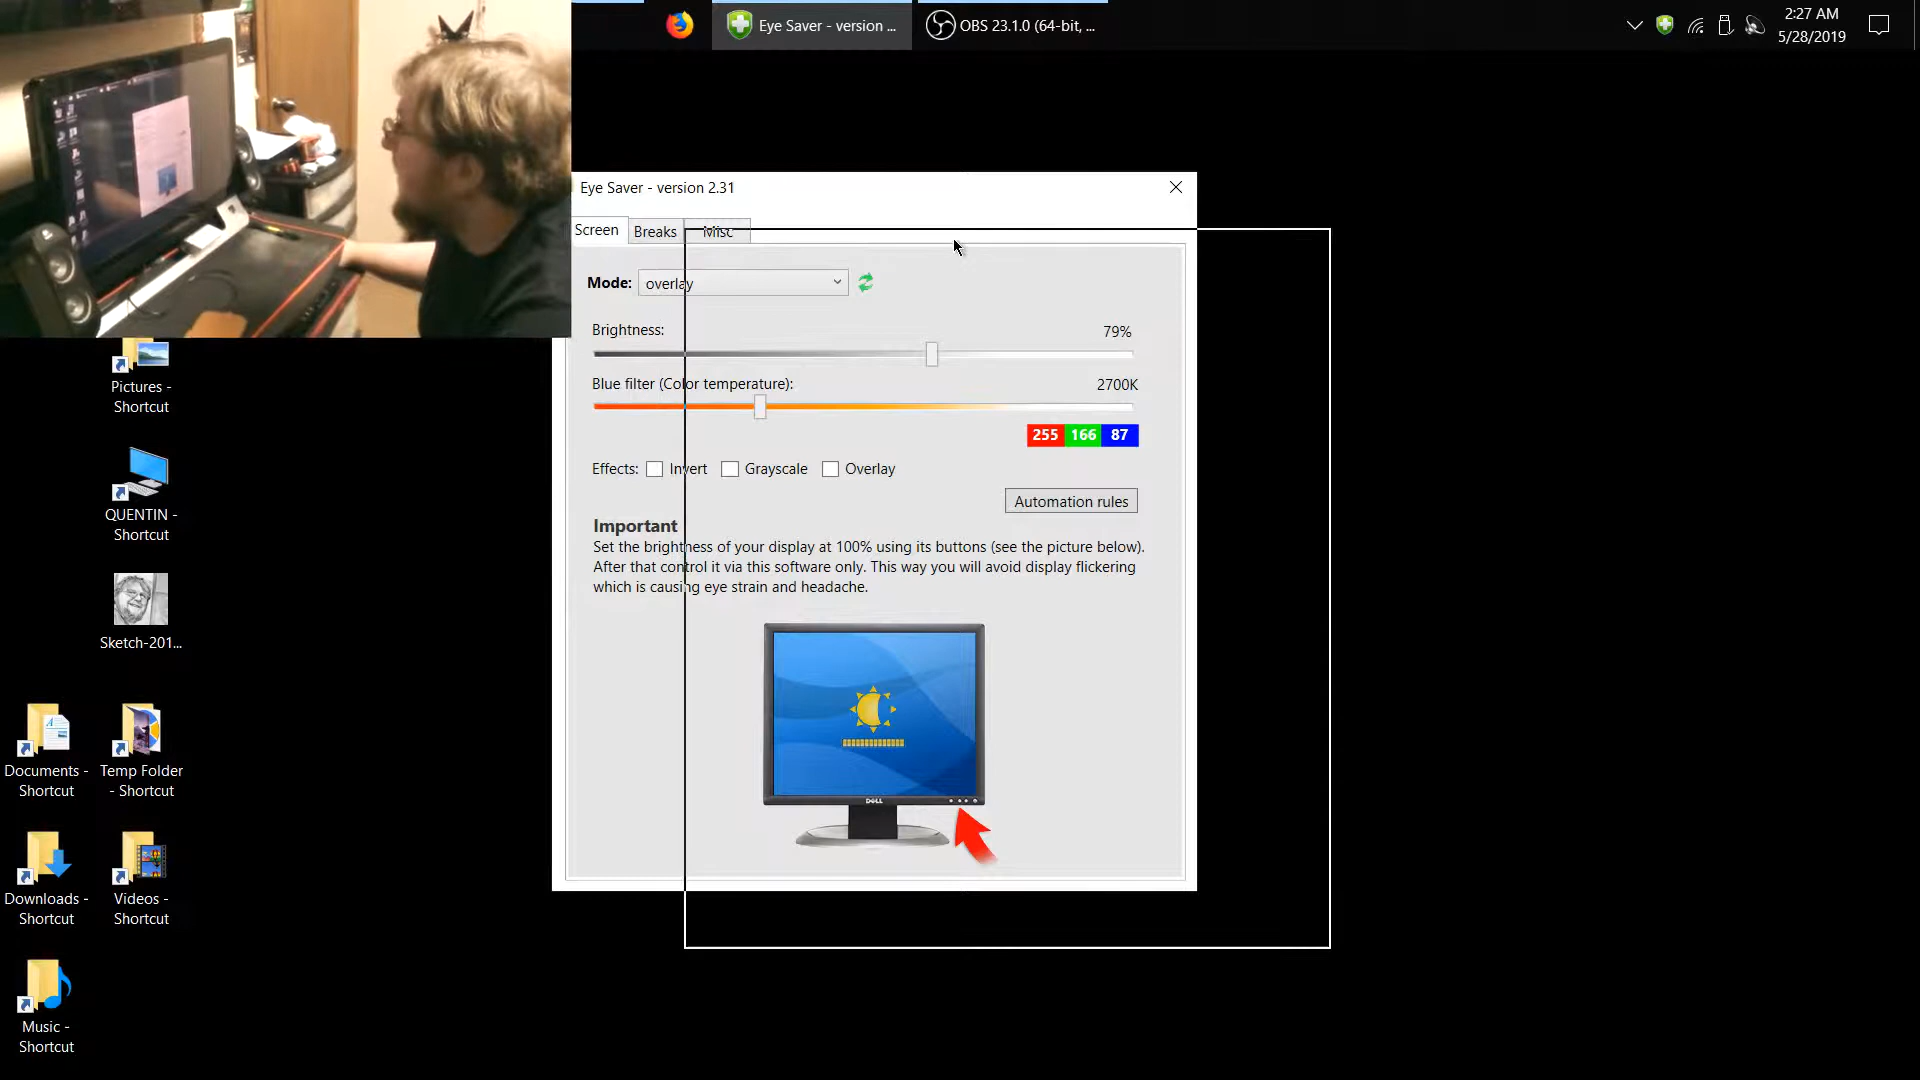 Eye Saver - version ...
OBS 23.1.0 (64-bit, ...
2:27 AM
5/28/2019
Eye Saver - version 2.31
Screen
Breaks
Misc
Mode:
overlay
Brightness:
79%
Blue filter (Color temperature):
2700K
255 166 87
Effects:
Invert
Grayscale
Overlay
Automation rules
Important
Set the brightness of your display at 100% using its buttons (see the picture below).
After that control it via this software only. This way you will avoid display flickering
which is causing eye strain and headache.
DELL
Pictures -
Shortcut
QUENTIN -
Shortcut
Sketch-201...
Documents -
Shortcut
Temp Folder
- Shortcut
Downloads -
Shortcut
Videos -
Shortcut
Music -
Shortcut